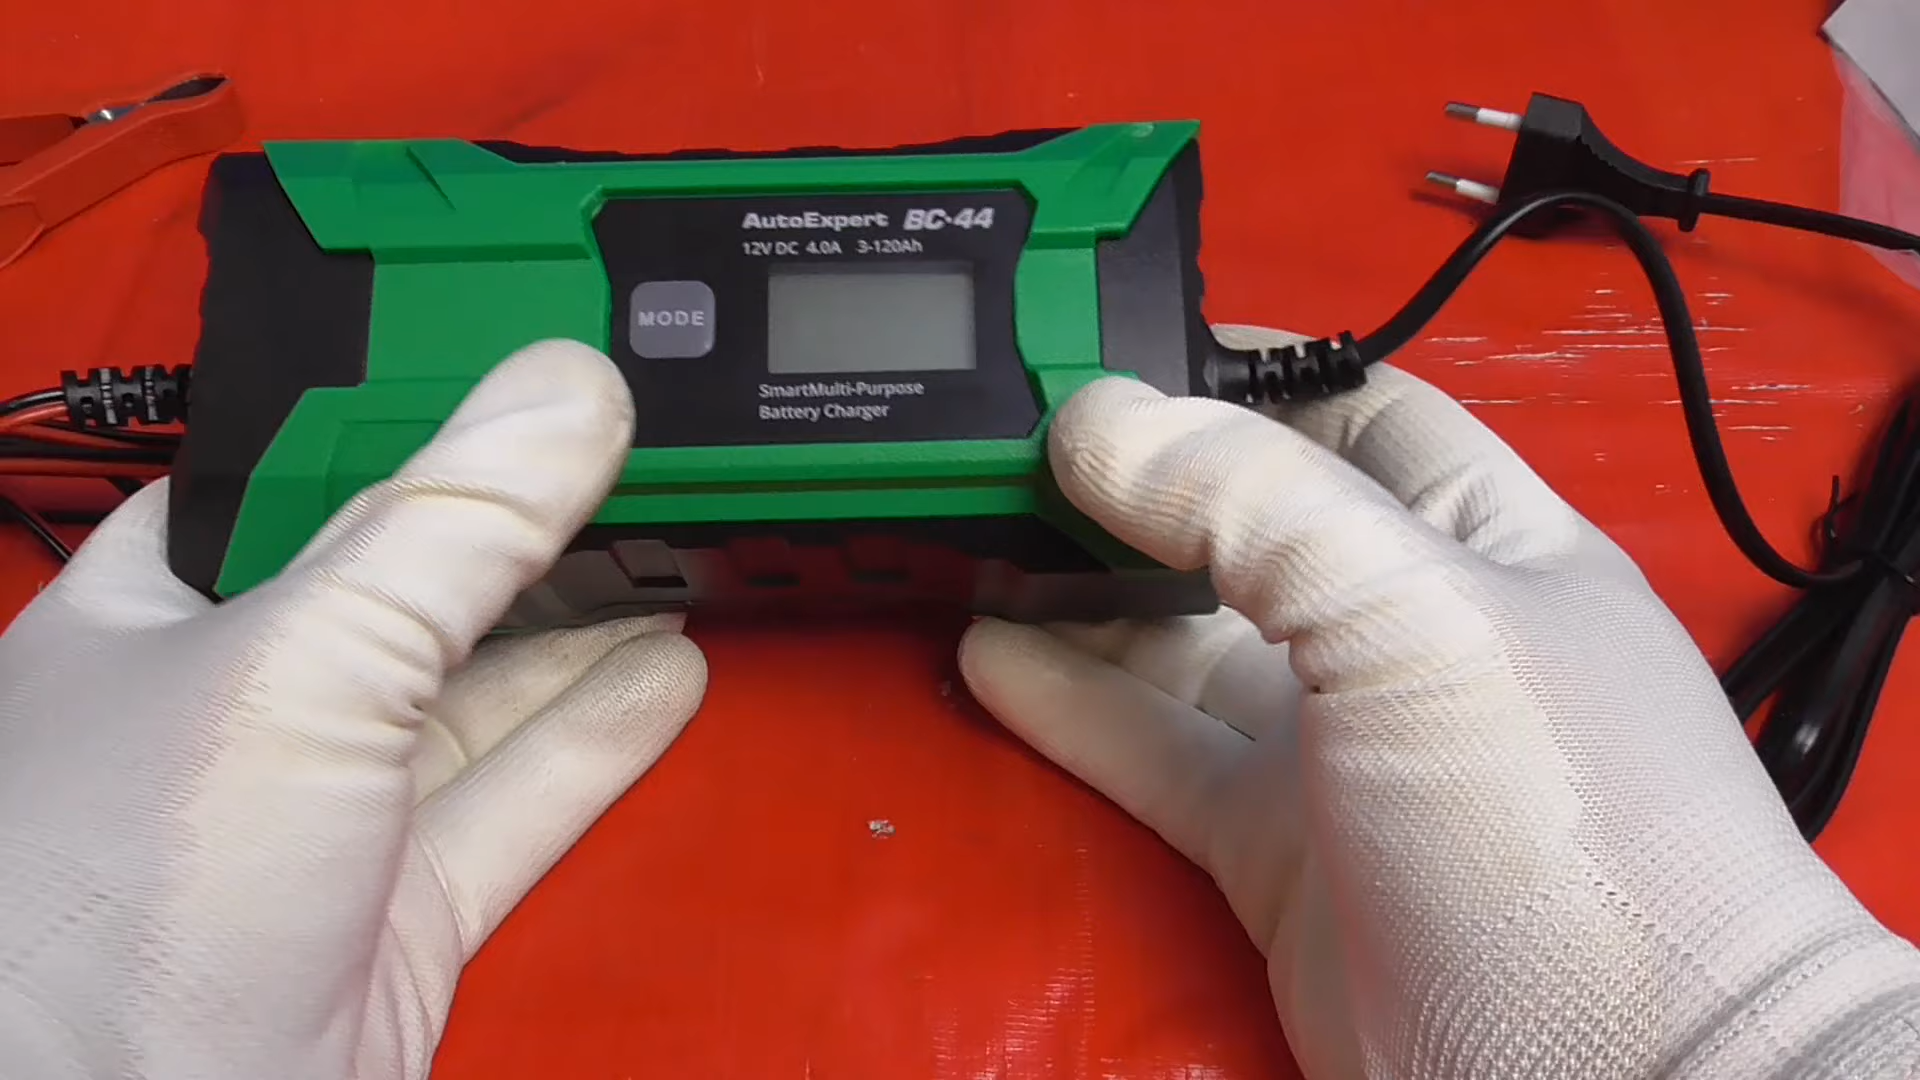 AutoExpert BC-44
12V DC 4.0A 3-120Ah
MODE
SmartMulti-Purpose
Battery Charger